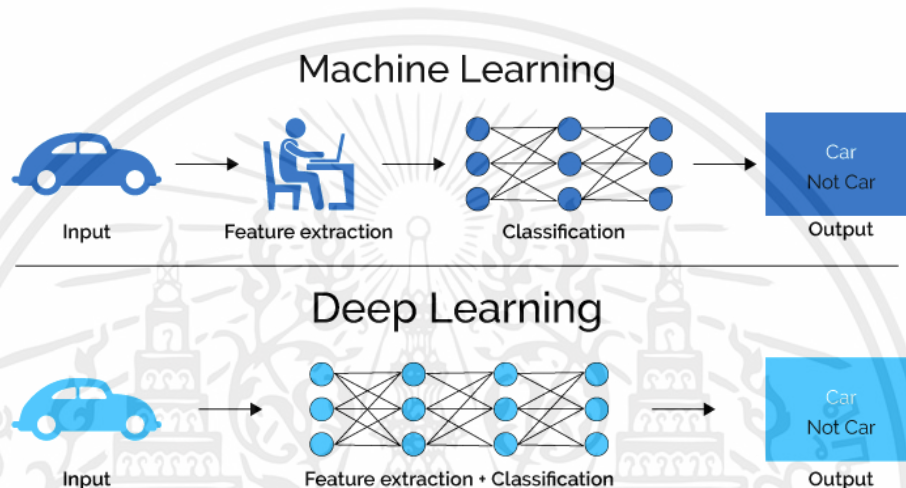 Machine Learning
Car
Not Car
Input
Feature extraction
Classification
Output
Deep Learning
Car
Not Car
Input
Feature extraction + Classification
Output